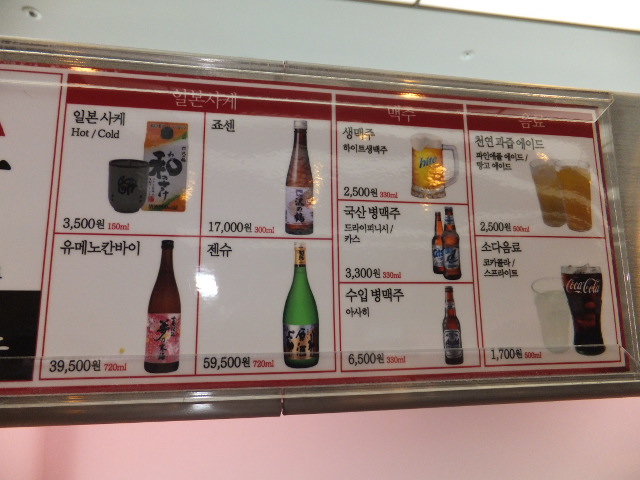 일본사케
일본 사케
Hot / Cold
3,500원 150ml
죠센
17,000원 300ml
유메노칸바이
39,500원 720ml
젠슈
59,500원 720ml
맥주
생맥주
하이트생맥주
hite
2,500원 330ml
국산 병맥주
드라이피니시 /
카스
3,300원 330ml
수입 병맥주
아사히
6,500원 330ml
음료
천연 과즙 에이드
파인애플 에이드 /
망고 에이드
2,500원 500ml
소다음료
코카콜라 /
스프라이트
Coca-Cola
1,700원 500ml